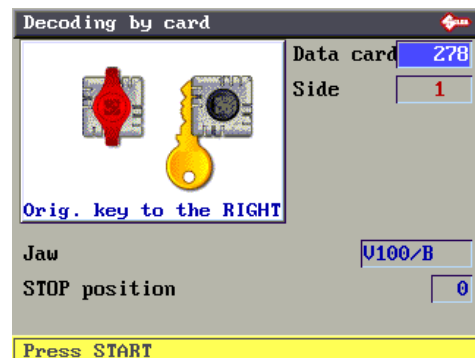 Decoding by card
Data card 278
Side 1
Orig. key to the RIGHT
Jaw V100/B
STOP position 0
Press START